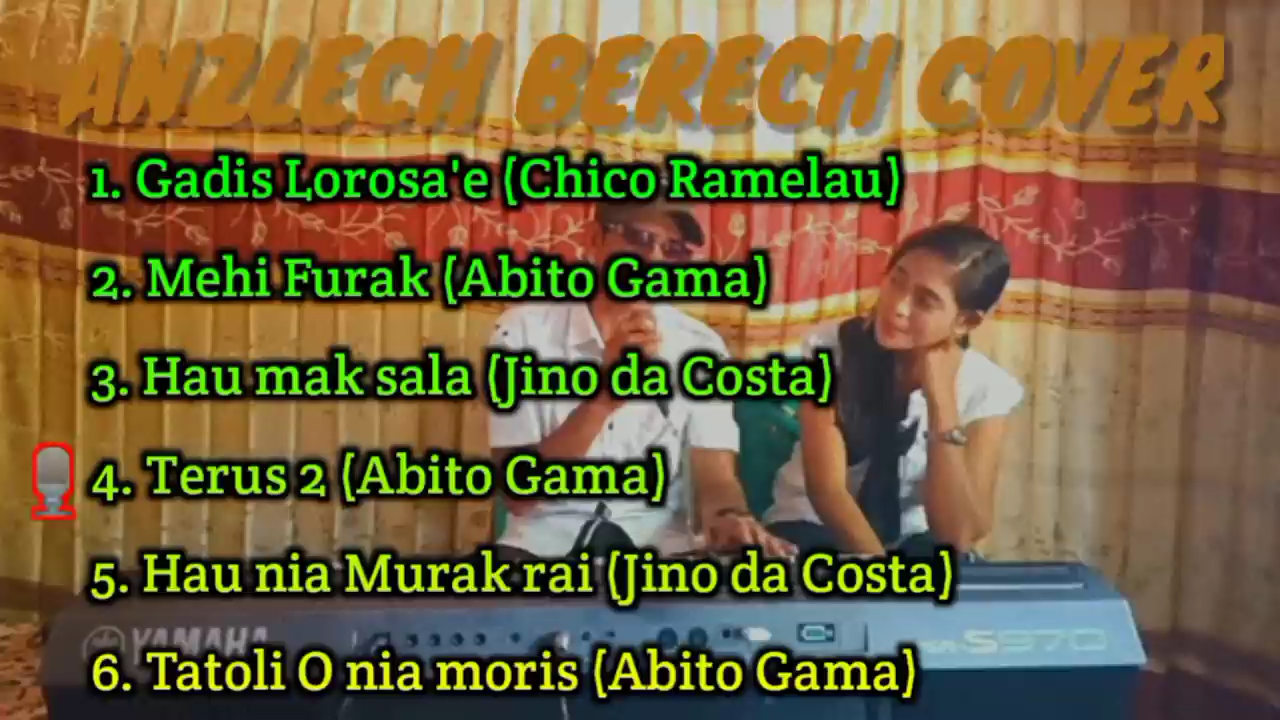 ANZLECH BERECH COVER
1. Gadis Lorosa'e (Chico Ramelau)
2. Mehi Furak (Abito Gama)
3. Hau mak sala (Jino da Costa)
4. Terus 2 (Abito Gama)
5. Hau nia Murak rai (Jino da Costa)
YAMAHA
S970
6. Tatoli O nia moris (Abito Gama)